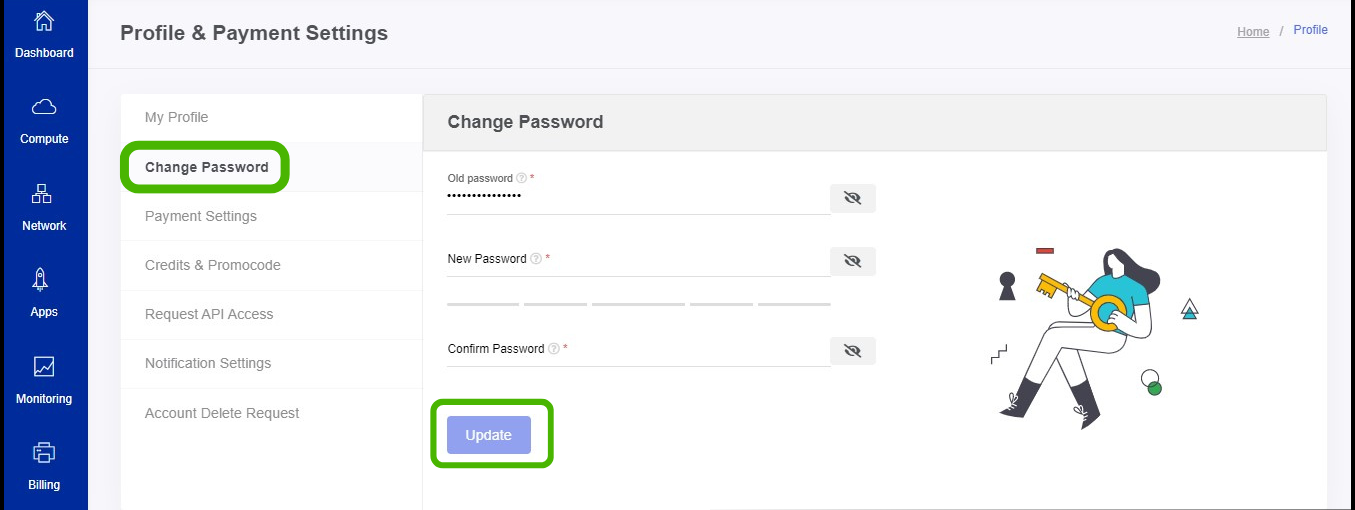 Dashboard
Compute
Network
Apps
Monitoring
Billing
Profile & Payment Settings
Home / Profile
My Profile
Change Password
Payment Settings
Credits & Promocode
Request API Access
Notification Settings
Account Delete Request
Change Password
Old password ? *
•••••••••••••••
New Password ? *
Confirm Password ? *
Update